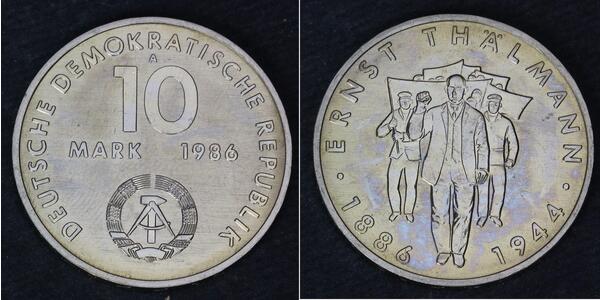 DEUTSCHE DEMOKRATISCHE REPUBLIK
A
10
MARK 1986
· ERNST THÄLMANN ·
1886 1944